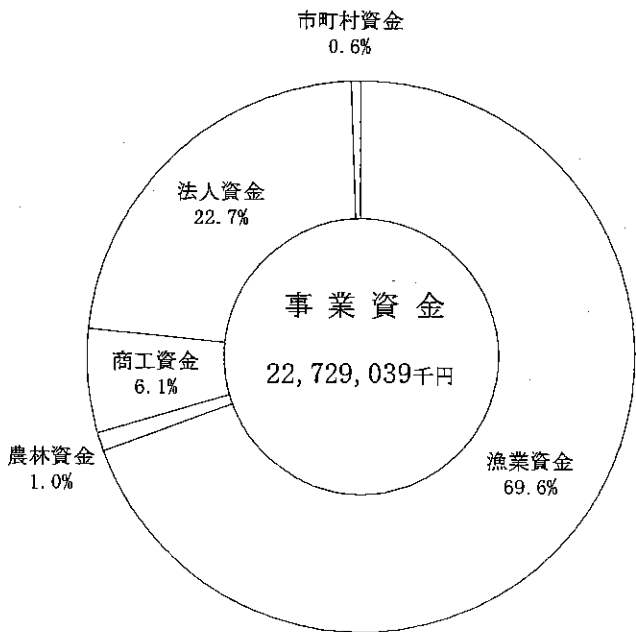 市町村資金
0.6%
法人資金
22.7%
事業資金
22,729,039千円
商工資金
6.1%
農林資金
1.0%
漁業資金
69.6%